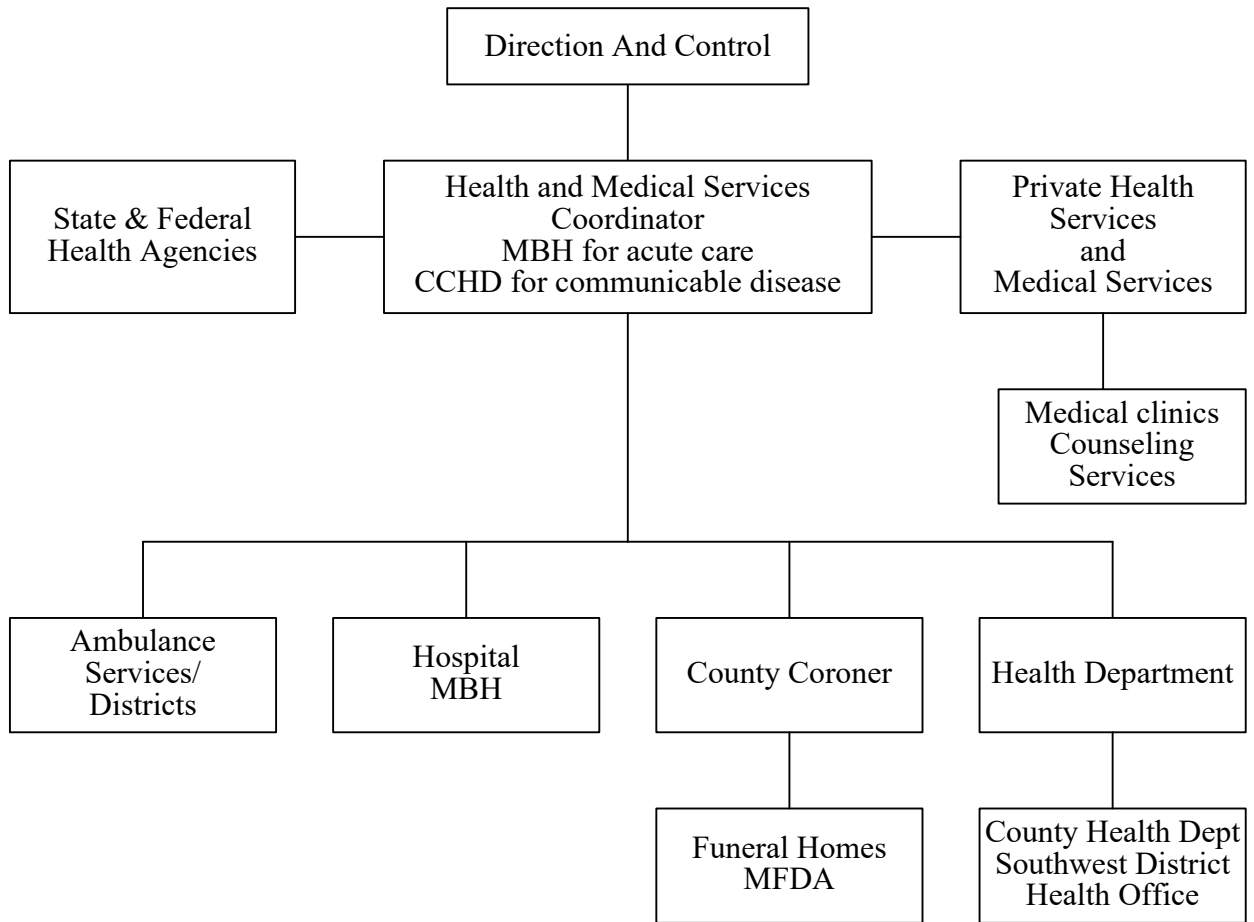 Direction And Control
State & Federal
Health Agencies
Health and Medical Services
Coordinator
MBH for acute care
CCHD for communicable disease
Private Health
Services
and
Medical Services
Medical clinics
Counseling
Services
Ambulance
Services/
Districts
Hospital
MBH
County Coroner
Health Department
Funeral Homes
MFDA
County Health Dept
Southwest District
Health Office